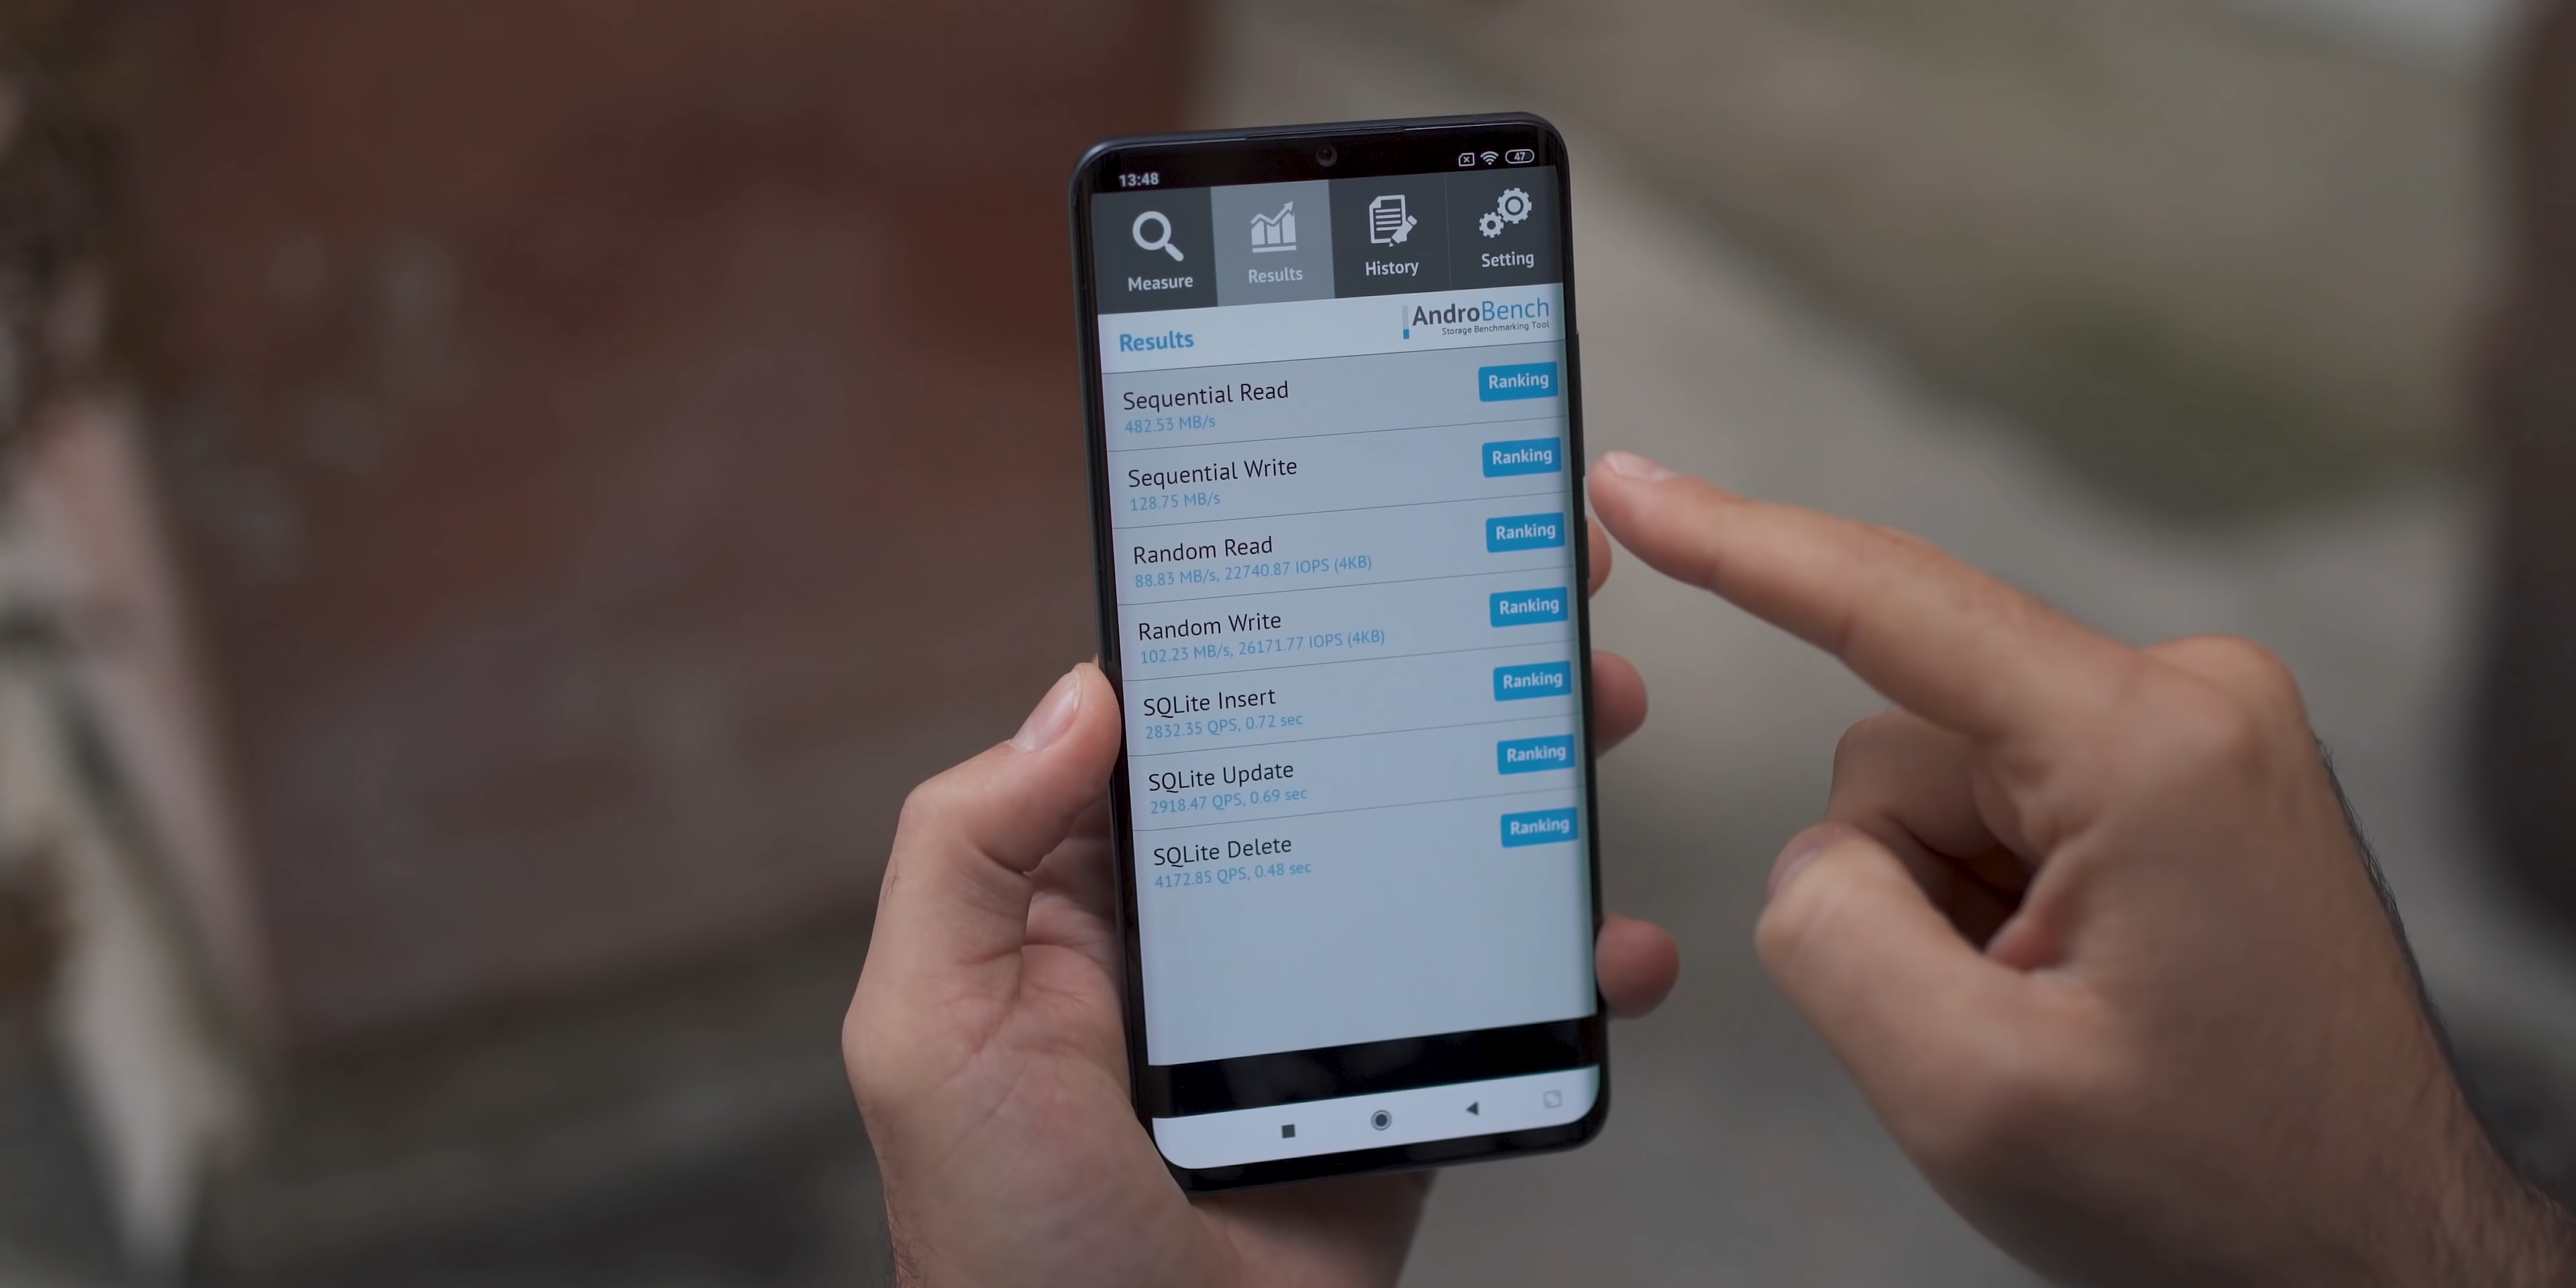 13:48
47
Measure
Results
History
Setting
Results
AndroBench
Storage Benchmarking Tool
Sequential Read
482.53 MB/s
Ranking
Sequential Write
128.75 MB/s
Ranking
Random Read
88.83 MB/s, 22740.87 IOPS (4KB)
Ranking
Random Write
102.23 MB/s, 26171.77 IOPS (4KB)
Ranking
SQLite Insert
2832.35 QPS, 0.72 sec
Ranking
SQLite Update
2918.47 QPS, 0.69 sec
Ranking
SQLite Delete
4172.85 QPS, 0.48 sec
Ranking